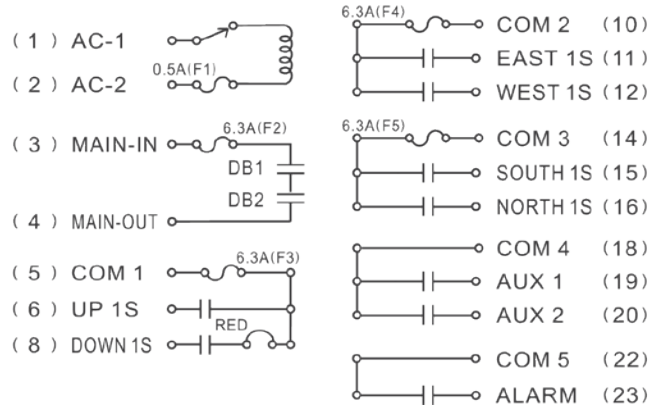 ( 1 ) AC-1
0.5A(F1)
( 2 ) AC-2
6.3A(F2)
( 3 ) MAIN-IN
DB1
DB2
( 4 ) MAIN-OUT
6.3A(F3)
( 5 ) COM 1
( 6 ) UP 1S
RED
( 8 ) DOWN 1S
6.3A(F4)
COM 2 (10)
EAST 1S (11)
WEST 1S (12)
6.3A(F5)
COM 3 (14)
SOUTH 1S (15)
NORTH 1S (16)
COM 4 (18)
AUX 1 (19)
AUX 2 (20)
COM 5 (22)
ALARM (23)